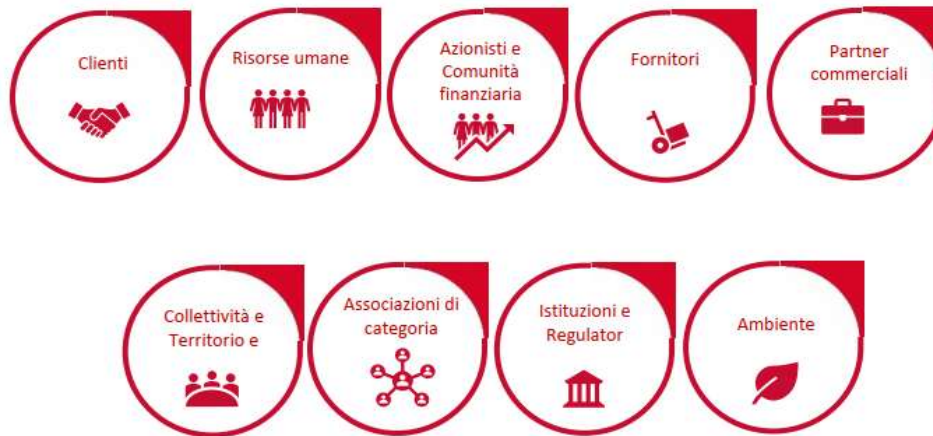 Clienti
Risorse umane
Azionisti e
Comunità
finanziaria
Fornitori
Partner
commerciali
Collettività e
Territorio e
Associazioni di
categoria
Istituzioni e
Regulator
Ambiente